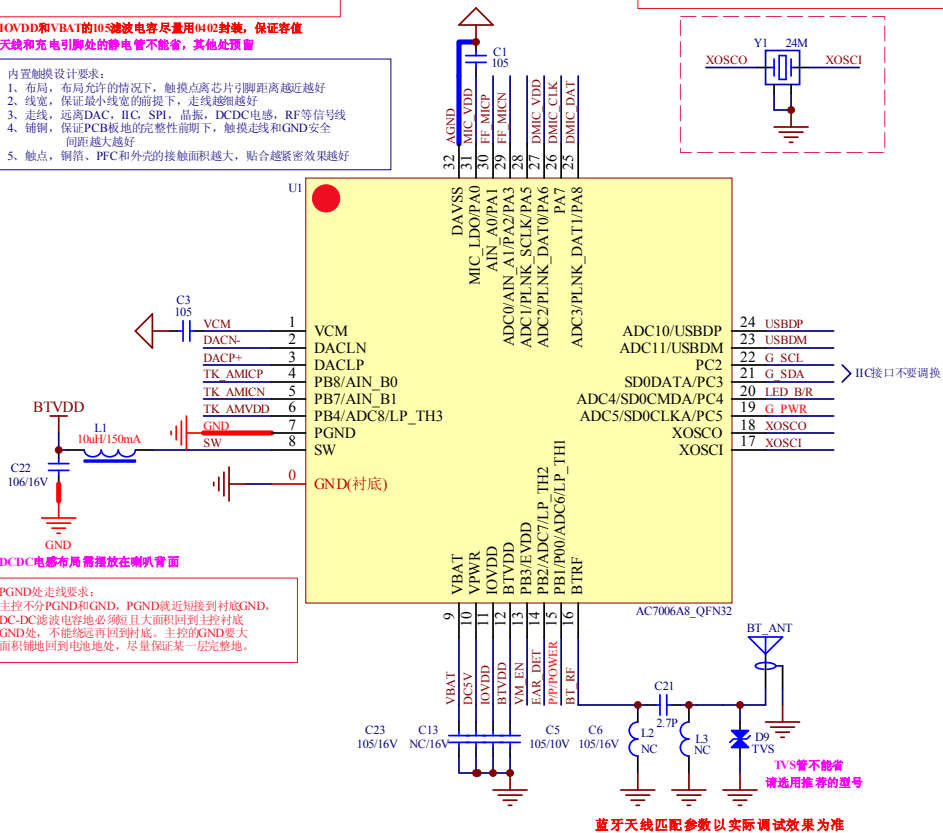 IOVDD和VBAT的105滤波电容尽量用0402封装，保证容值
天线和充电引脚处的静电管不能省，其他处预留
内置触摸设计要求：
1、布局，布局允许的情况下，触摸点离芯片引脚距离越近越好
2、线宽，保证最小线宽的前提下，走线越细越好
3、走线，远离DAC，IIC，SPI，晶振，DCDC电感，RF等信号线
4、铺铜，保证PCB板地的完整性前期下，触摸走线和GND安全
间距越大越好
5、触点，铜箔、PFC和外壳的接触面积越大，贴合越紧密效果越好
C1
105
Y1 24M
XOSCO
XOSCI
AGND
MIC_VDD
FF_MICP
FF_MICN
DMIC_VDD
DMIC_CLK
DMIC_DAT
32
31
30
29
28
27
26
25
U1
DAVSS
MIC_LDO/PA0
AIN_A0/PA1
ADC0/AIN_A1/PA2/PA3
ADC1/PLNK_SCLK/PA5
ADC2/PLNK_DAT0/PA6
PA7
ADC3/PLNK_DAT1/PA8
C3
105
VCM 1 VCM
DACN- 2 DACLN
DACP+ 3 DACLP
TK_AMICP 4 PB8/AIN_B0
TK_AMICN 5 PB7/AIN_B1
TK_AMVDD 6 PB4/ADC8/LP_TH3
GND 7 PGND
SW 8 SW
0 GND(衬底)
ADC10/USBDP 24 USBDP
ADC11/USBDM 23 USBDM
PC2 22 G_SCL
SD0DATA/PC3 21 G_SDA
ADC4/SD0CMDA/PC4 20 LED_B/R
ADC5/SD0CLKA/PC5 19 G_PWR
XOSCO 18 XOSCO
XOSCI 17 XOSCI
IIC接口不要调换
BTVDD
L1
10uH/150mA
C22
106/16V
GND
DCDC电感布局需摆放在喇叭背面
PGND处走线要求：
主控不分PGND和GND，PGND就近短接到衬底GND，
DC-DC滤波电容地必须短且大面积回到主控衬底
GND处，不能绕远再回到衬底。主控的GND要大
面积铺地回到电池地处，尽量保证某一层完整地。
VBAT
VPWR
IOVDD
BTVDD
PB3/EVDD
PB2/ADC7/LP_TH2
PB1/P00/ADC6/LP_TH1
BTRF
9
10
11
12
13
14
15
16
VBAT
DC5V
IOVDD
BTVDD
VM_EN
EAR_DET
P/P/POWER
BT_RF
AC7006A8_QFN32
C23
105/16V
C13
NC/16V
C5
105/10V
C6
105/16V
BT_ANT
C21
2.7P
L2
NC
L3
NC
D9
TVS
TVS管不能省
请选用推荐的型号
蓝牙天线匹配参数以实际调试效果为准